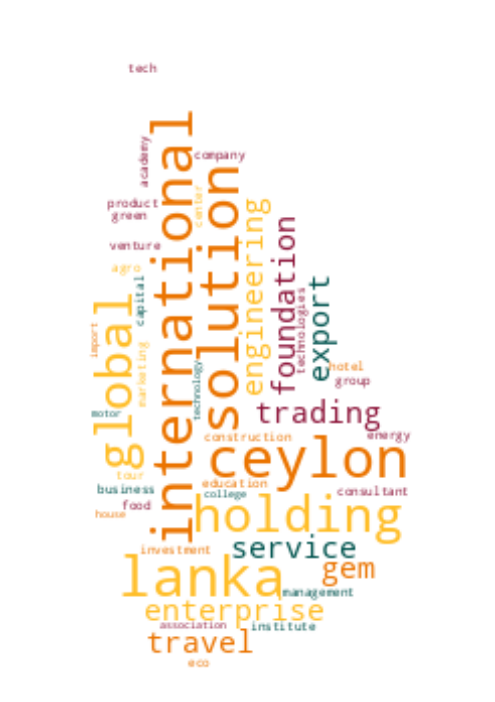 tech
international
academy
company
solution
product
green
center
engineering
foundation
venture
agro
capital
export
technologies
global
import
marketing
technology
hotel
group
motor
trading
construction
energy
ceylon
tour
education
business
college
consultant
food
house
holding
investment
service
gem
lanka
management
enterprise
association
institute
travel
eco